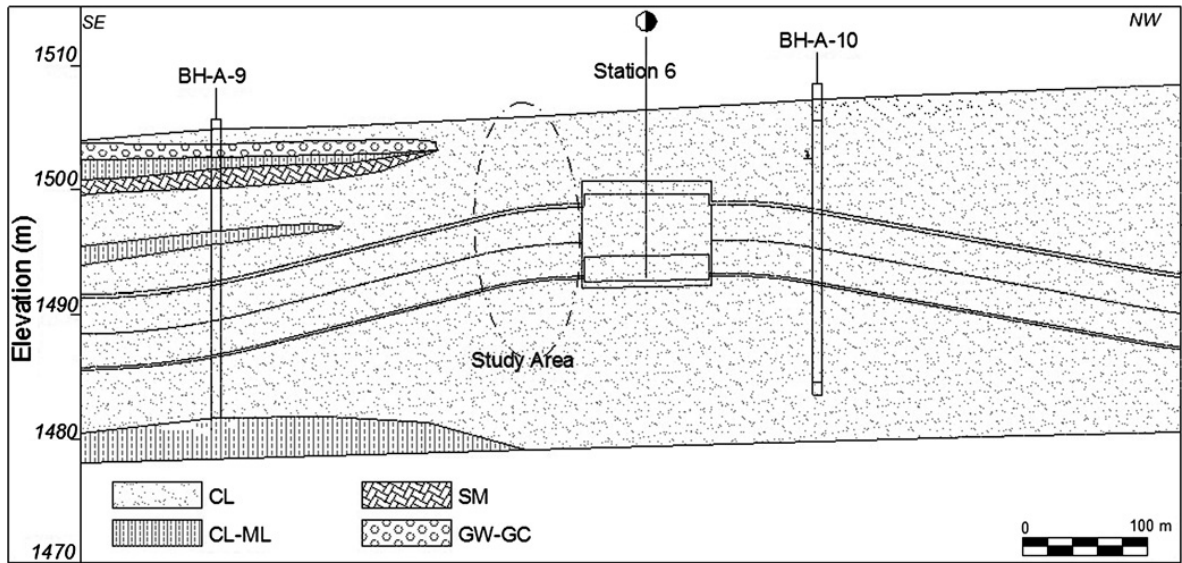 SE
NW
1510
BH-A-10
Station 6
BH-A-9
1500
1490
Elevation (m)
Study Area
1480
CL
SM
CL-ML
GW-GC
0
100 m
1470